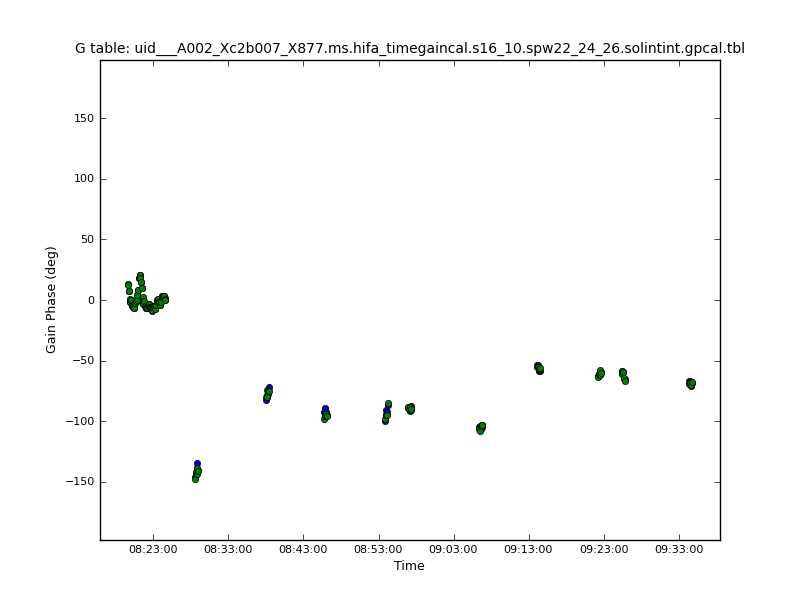 G table: uid___A002_Xc2b007_X877.ms.hifa_timegaincal.s16_10.spw22_24_26.solintint.gpcal.tbl
150
100
50
0
−50
−100
−150
Gain Phase (deg)
08:23:00 08:33:00 08:43:00 08:53:00 09:03:00 09:13:00 09:23:00 09:33:00
Time